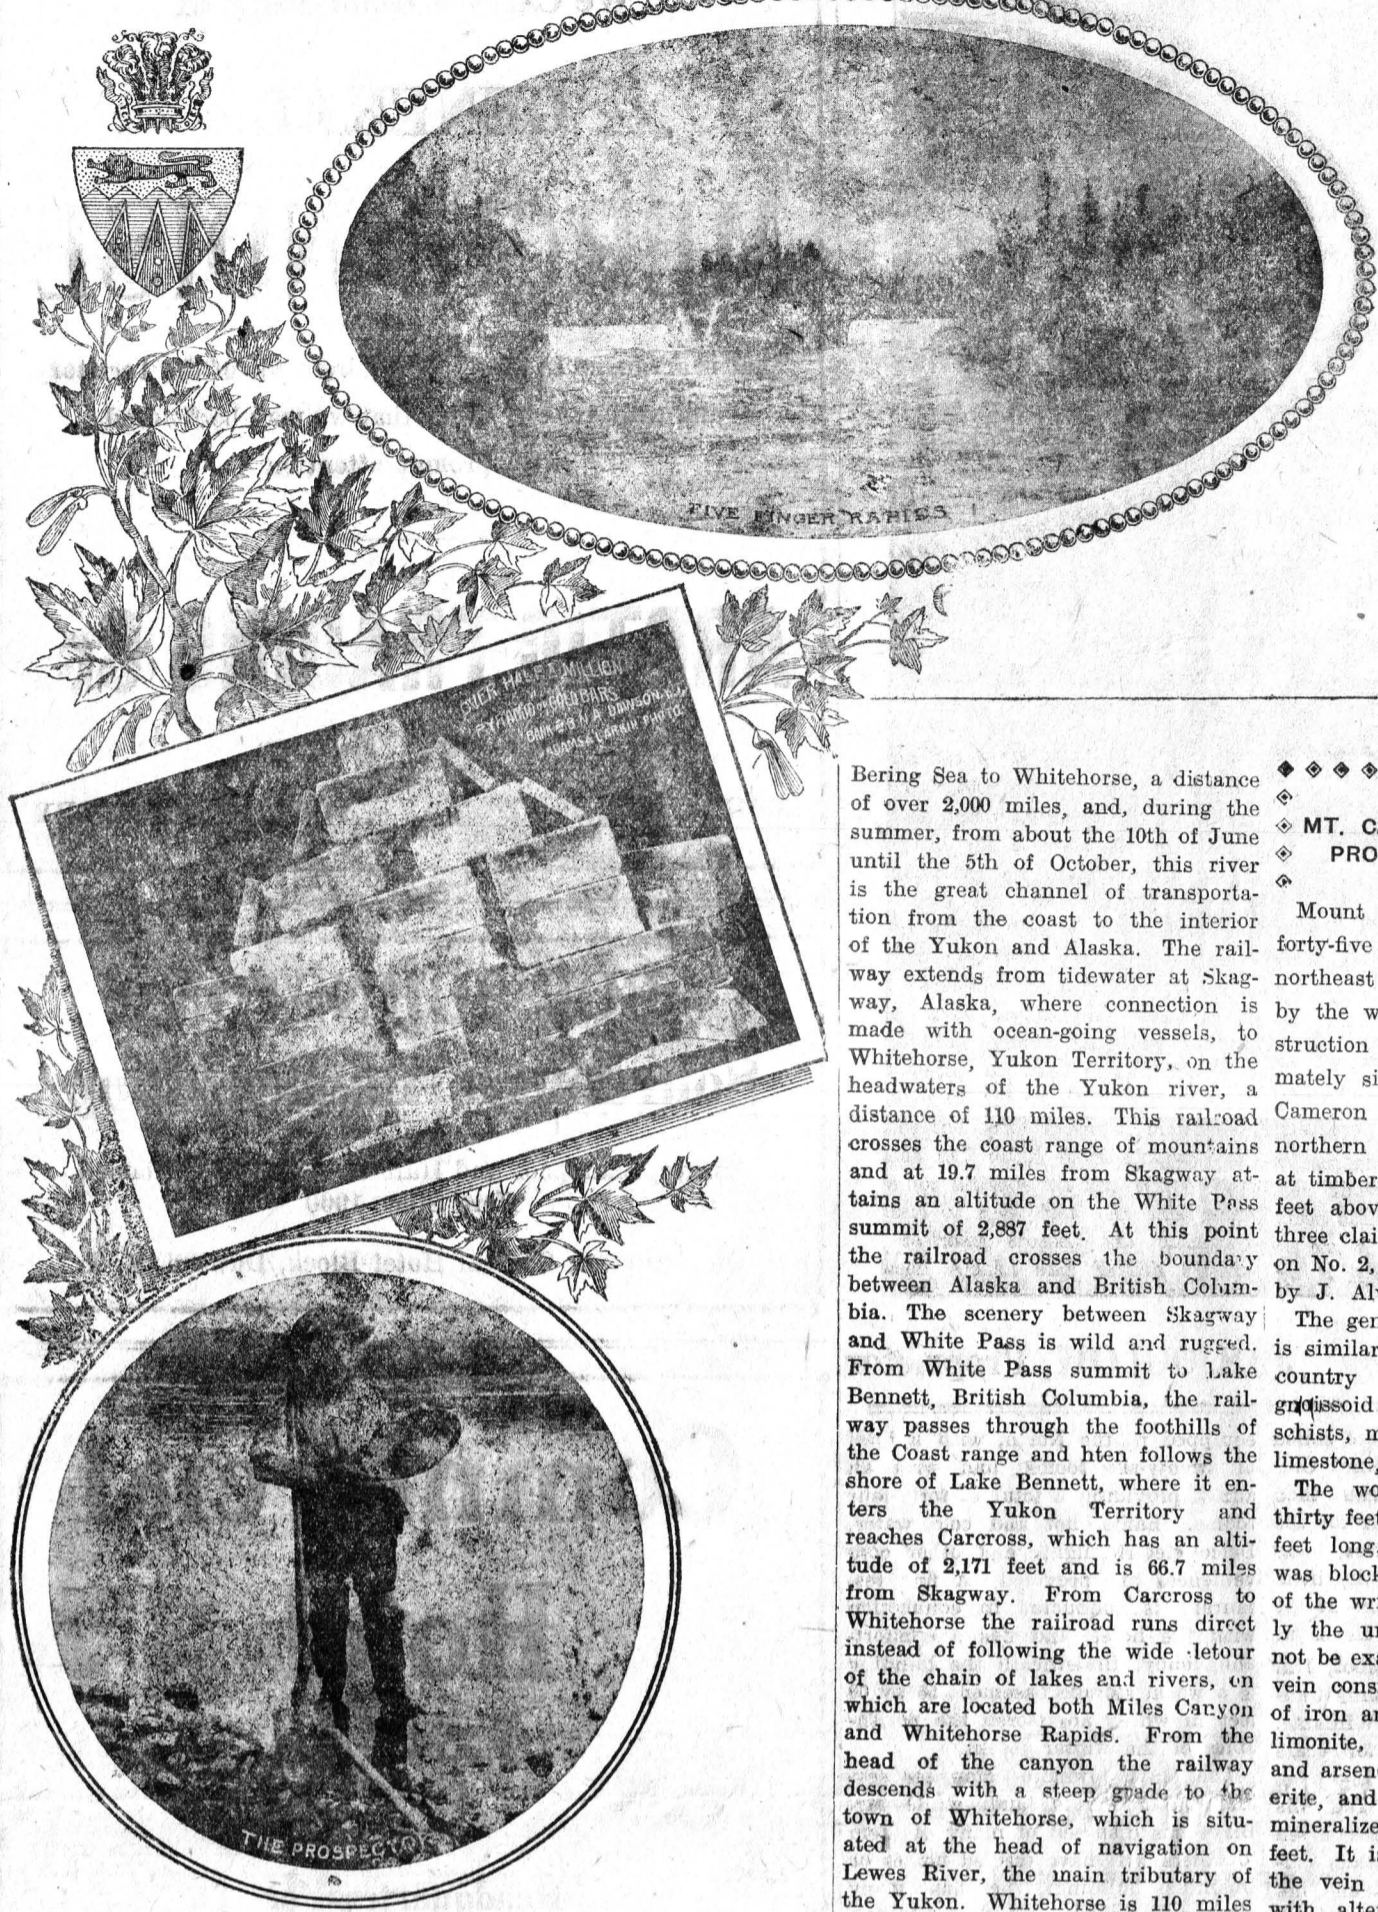 FIVE FINGER RAPIDS
OVER HALF A MILLION
PYRAMID OF GOLD BARS
DAWSON
ADAMS & LARKIN PHOTO
THE PROSPECTOR
Bering Sea to Whitehorse, a distance
of over 2,000 miles, and, during the
summer, from about the 10th of June
until the 5th of October, this river
is the great channel of transporta-
tion from the coast to the interior
of the Yukon and Alaska. The rail-
way extends from tidewater at Skag-
way, Alaska, where connection is
made with ocean-going vessels, to
Whitehorse, Yukon Territory, on the
headwaters of the Yukon river, a
distance of 110 miles. This railroad
crosses the coast range of mountains
and at 19.7 miles from Skagway at-
tains an altitude on the White Pass
summit of 2,887 feet. At this point
the railroad crosses the boundary
between Alaska and British Colum-
bia. The scenery between Skagway
and White Pass is wild and rugged.
From White Pass summit to Lake
Bennett, British Columbia, the rail-
way passes through the foothills of
the Coast range and hten follows the
shore of Lake Bennett, where it en-
ters the Yukon Territory and
reaches Carcross, which has an alti-
tude of 2,171 feet and is 66.7 miles
from Skagway. From Carcross to
Whitehorse the railroad runs direct
instead of following the wide detour
of the chain of lakes and rivers, on
which are located both Miles Canyon
and Whitehorse Rapids. From the
head of the canyon the railway
descends with a steep grade to the
town of Whitehorse, which is situ-
ated at the head of navigation on
Lewes River, the main tributary of
the Yukon. Whitehorse is 110 miles
MT. C
PRO
Mount
forty-five
northeast
by the w
struction
mately si
Cameron
northern
at timber
feet abov
three clai
on No. 2,
by J. Al
The gen
is similar
country
gnaissoid
schists, m
limestone,
The wo
thirty feet
feet long,
was block
of the wr
ly the u
not be exa
vein cons
of iron an
limonite,
and arsen
erite, and
mineralize
feet. It i
the vein
with alte